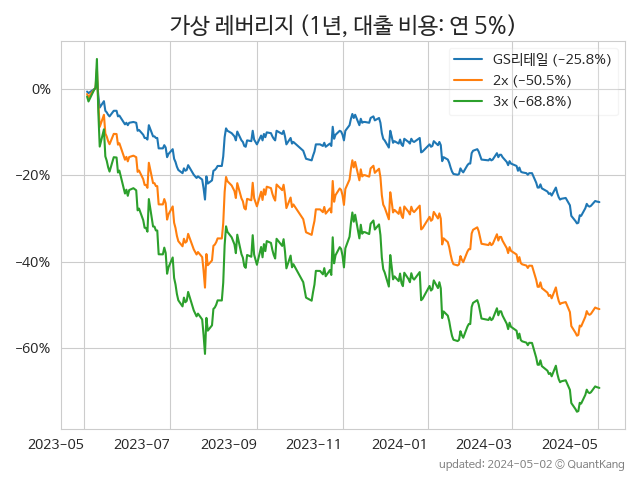 가상 레버리지 (1년, 대출 비용: 연 5%)
GS리테일 (−25.8%)
2x (−50.5%)
3x (−68.8%)
0%
−20%
−40%
−60%
2023−05 2023−07 2023−09 2023−11 2024−01 2024−03 2024−05
updated: 2024-05-02 © QuantKang